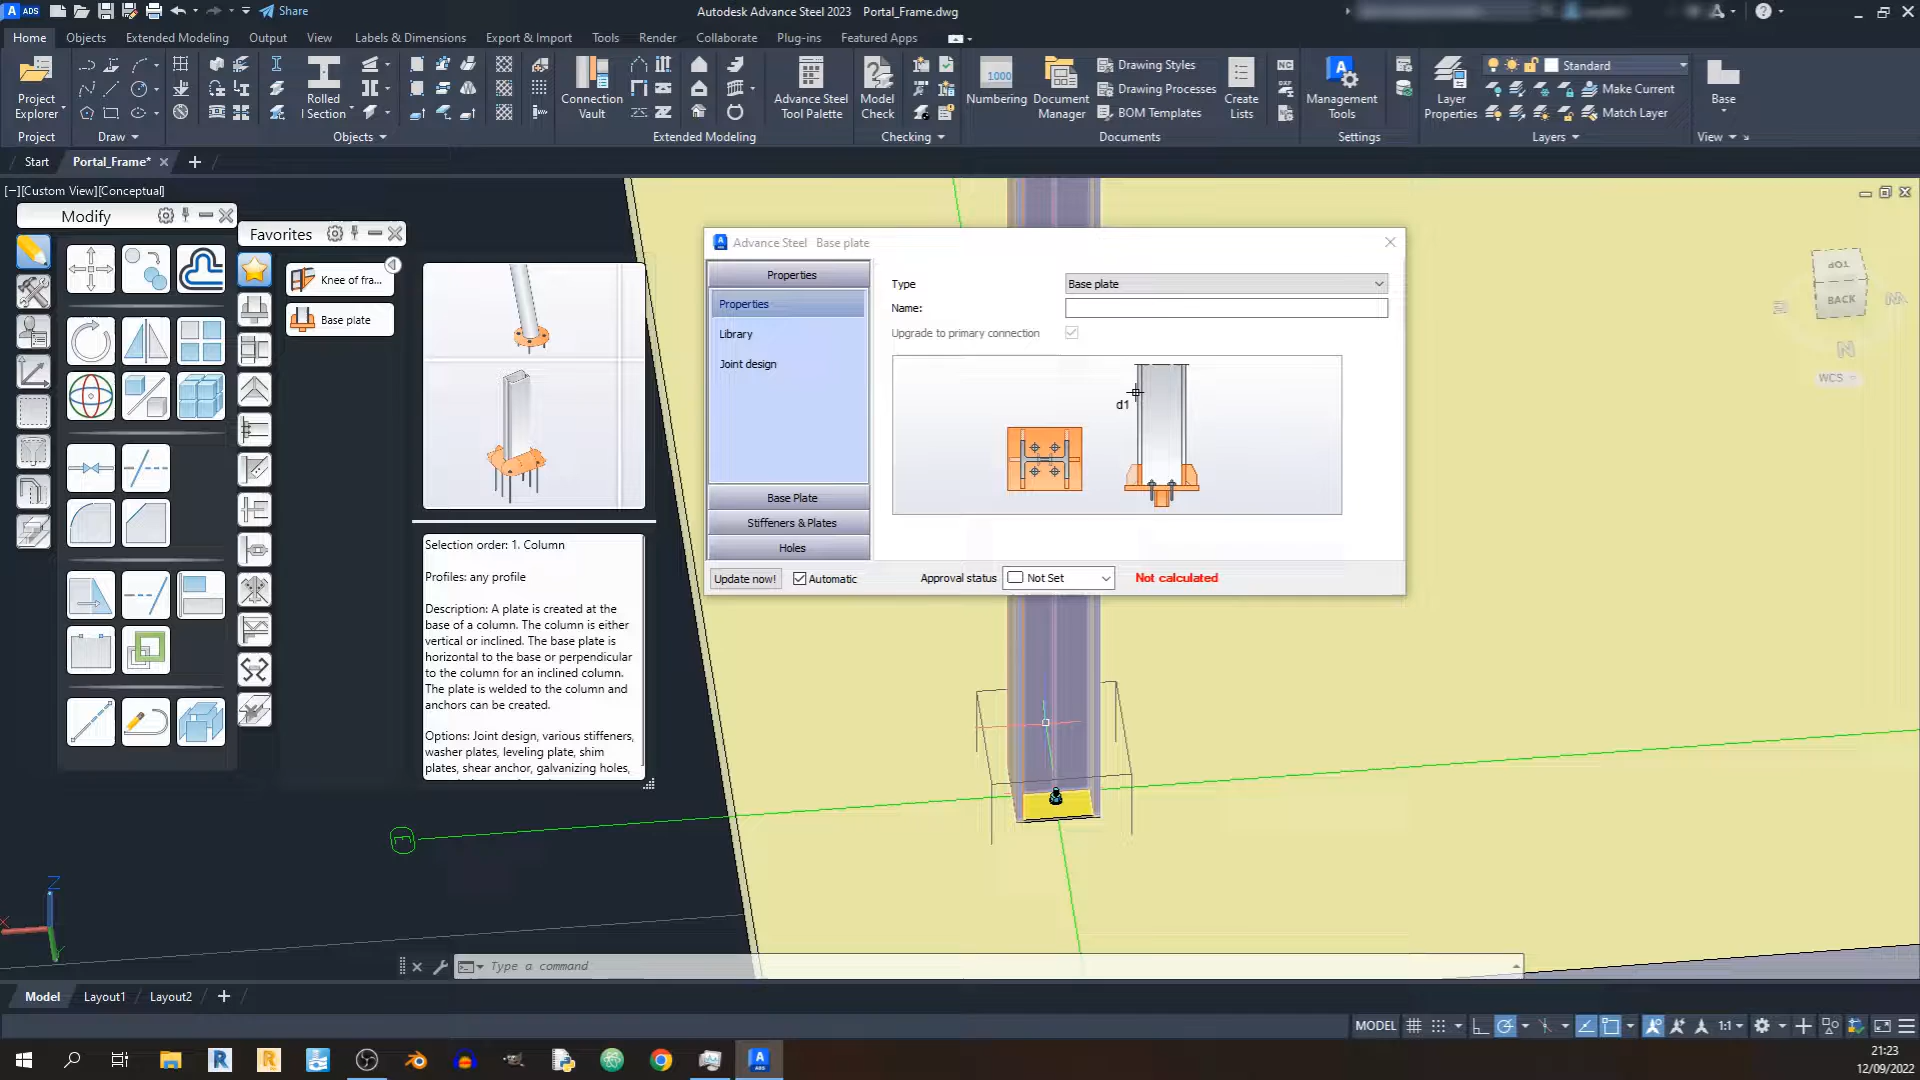 ADS
Share
Autodesk Advance Steel 2023 Portal_Frame.dwg
Home
Objects
Extended Modeling
Output
View
Labels & Dimensions
Export & Import
Tools
Render
Collaborate
Plug-ins
Featured Apps
Project
Explorer
Rolled
I Section
Connection
Vault
Advance Steel
Tool Palette
Model
Check
1000
Numbering
Document
Manager
Drawing Styles
Drawing Processes
BOM Templates
NC
Create
Lists
Management
Tools
Layer
Properties
Standard
Make Current
Match Layer
Base
Project
Draw
Objects
Extended Modeling
Checking
Documents
Settings
Layers
View
Start
Portal_Frame*
[−][Custom View][Conceptual]
Modify
Favorites
Knee of fra...
Base plate
Selection order: 1. Column
Profiles: any profile
Description: A plate is created at the
base of a column. The column is either
vertical or inclined. The base plate is
horizontal to the base or perpendicular
to the column for an inclined column.
The plate is welded to the column and
anchors can be created.
Options: Joint design, various stiffeners,
washer plates, leveling plate, shim
plates, shear anchor, galvanizing holes,
Advance Steel Base plate
Properties
Properties
Library
Joint design
Base Plate
Stiffeners & Plates
Holes
Type
Base plate
Name:
Upgrade to primary connection
d1
Update now!
Automatic
Approval status
Not Set
Not calculated
TOP
BACK
N
WCS
E
Z
X
Y
Type a command
Model
Layout1
Layout2
MODEL
1:1
21:23
12/09/2022